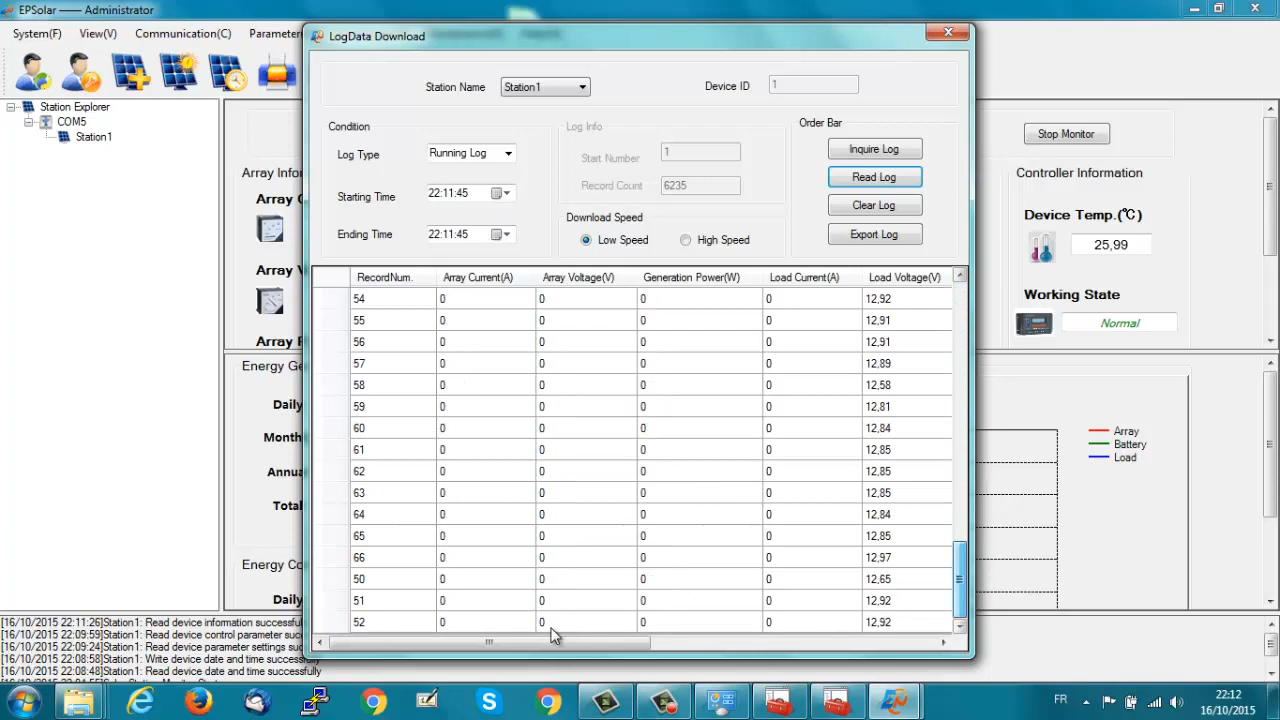 EPSolar —— Administrator
System(F) View(V) Communication(C) Parameter
Station Explorer
COM5
Station1
LogData Download
Station Name Station1 Device ID 1
Condition
Log Type Running Log
Starting Time 22:11:45
Ending Time 22:11:45
Log Info
Start Number 1
Record Count 6235
Download Speed
Low Speed High Speed
Order Bar
Inquire Log
Read Log
Clear Log
Export Log
RecordNum. Array Current(A) Array Voltage(V) Generation Power(W) Load Current(A) Load Voltage(V)
54 0 0 0 0 12,92
55 0 0 0 0 12,91
56 0 0 0 0 12,91
57 0 0 0 0 12,89
58 0 0 0 0 12,58
59 0 0 0 0 12,81
60 0 0 0 0 12,84
61 0 0 0 0 12,85
62 0 0 0 0 12,85
63 0 0 0 0 12,85
64 0 0 0 0 12,84
65 0 0 0 0 12,85
66 0 0 0 0 12,97
50 0 0 0 0 12,65
51 0 0 0 0 12,92
52 0 0 0 0 12,92
Array Infor
Array C
Array V
Array P
Energy Ge
Daily
Month
Annua
Total
Energy Co
Daily
Stop Monitor
Controller Information
Device Temp.(℃)
25,99
Working State
Normal
Array
Battery
Load
[16/10/2015 22:11:26]Station1: Read device information successfu
[16/10/2015 22:09:59]Station1: Read device control parameter succ
[16/10/2015 22:09:24]Station1: Read device parameter settings succ
[16/10/2015 22:08:58]Station1: Write device date and time successfully
[16/10/2015 22:08:48]Station1: Read device date and time successfully
FR
22:12
16/10/2015